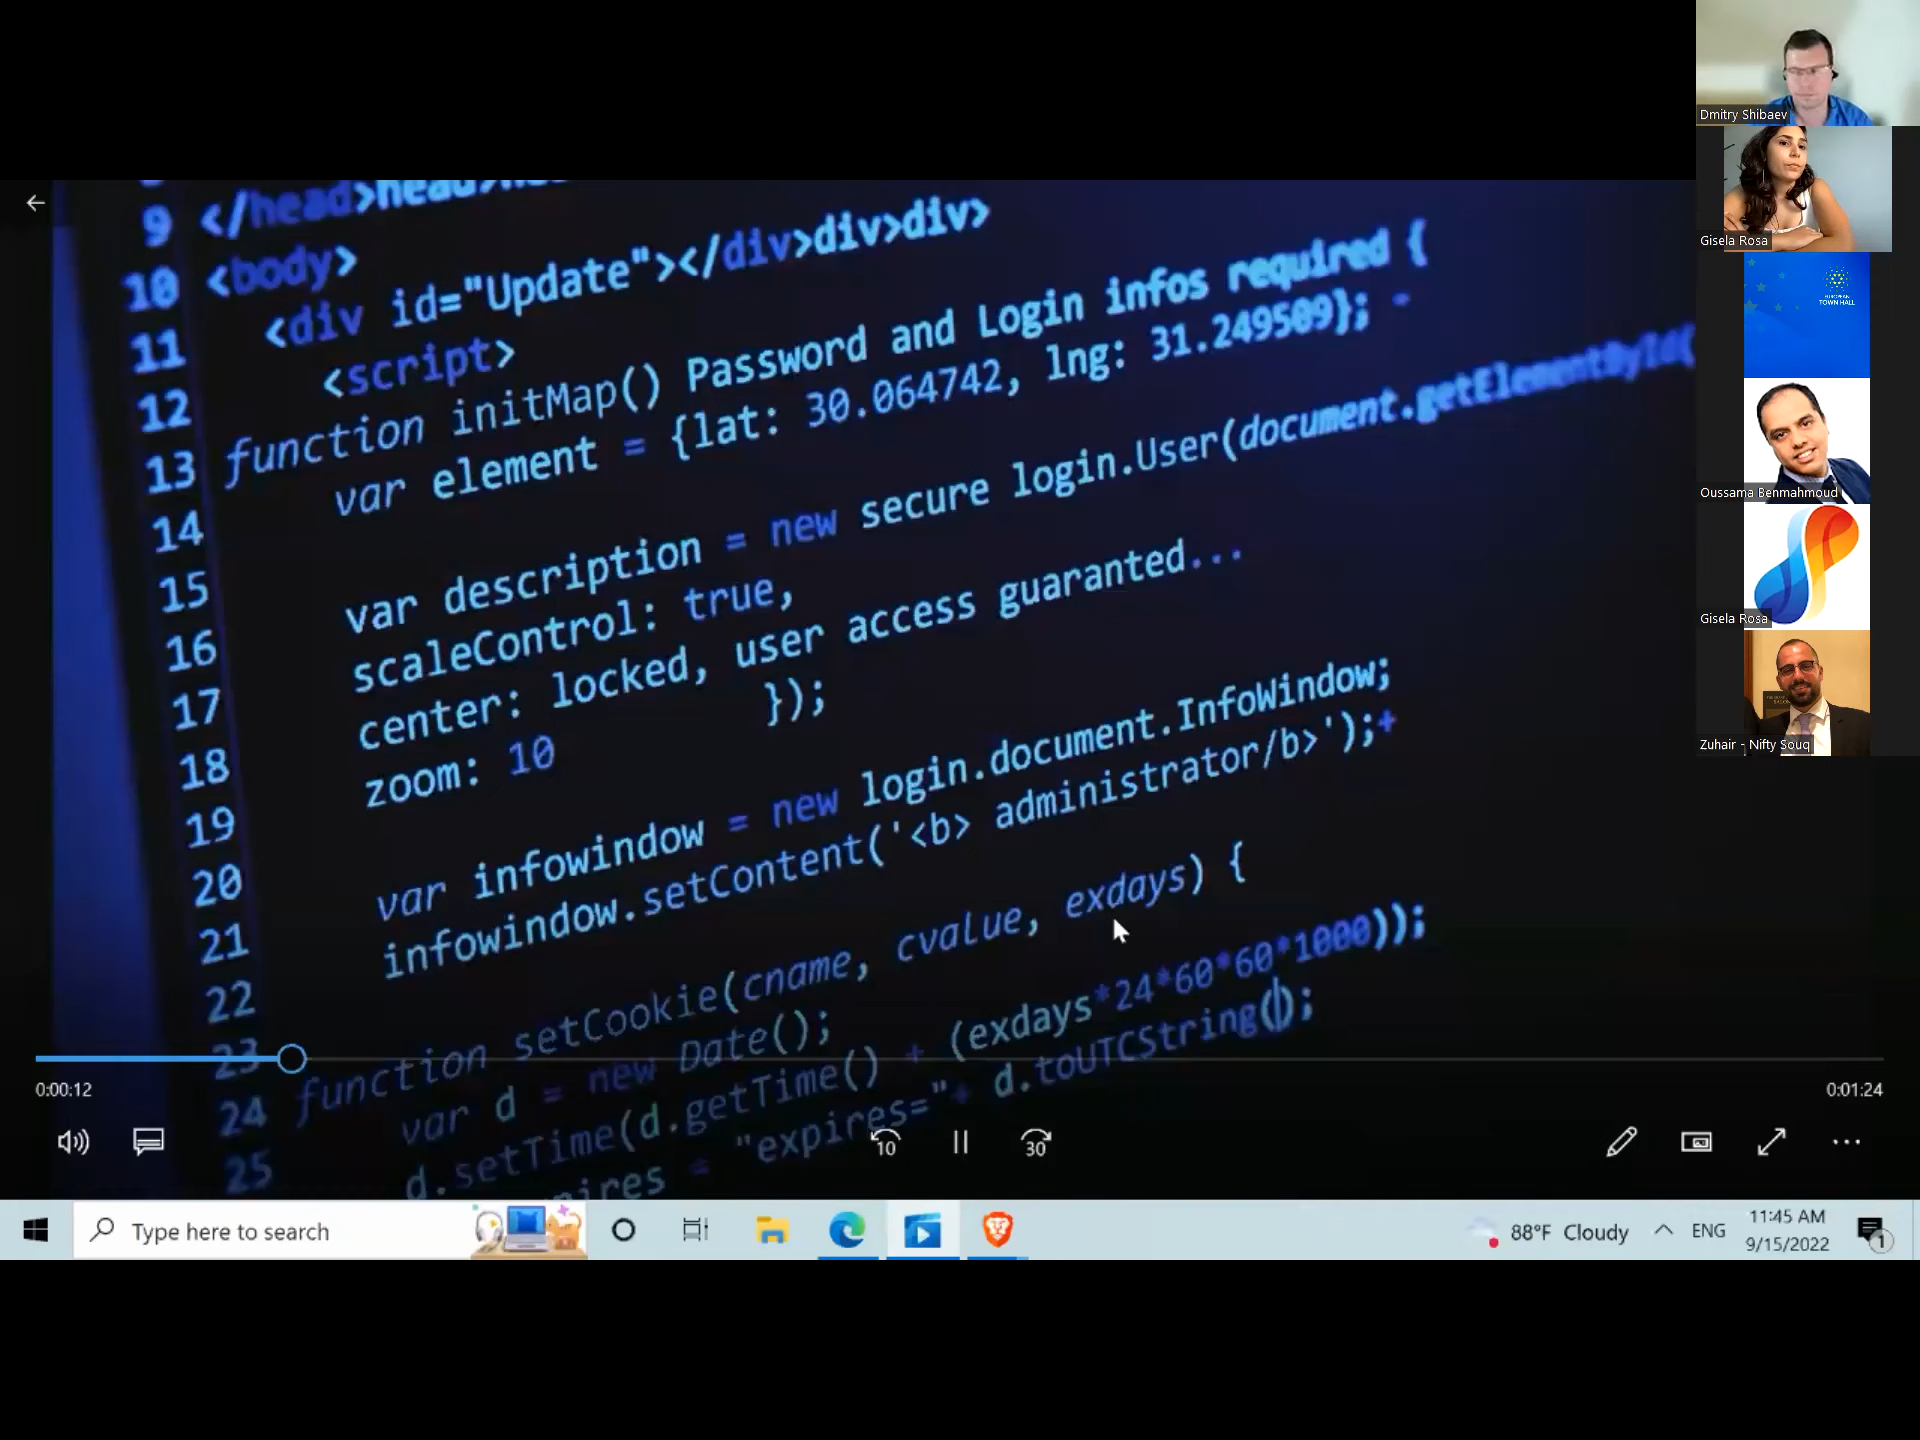 9 </head>head>
10 <body>
11 <div id="Update"></div>div>div>
12 <script>
13 function initMap() Password and Login infos required {
14 var element = {lat: 30.064742, lng: 31.249509}; -
15
16 var description = new secure login.User(document.getElementById(
17 scaleControl: true,
18 center: locked, user access guaranted...
19 zoom: 10 });
20
21 var infowindow = new login.document.InfoWindow;
22 infowindow.setContent('<b> administrator/b>');+
23
24 function setCookie(cname, cvalue, exdays) {
25 var d = new Date();
d.setTime(d.getTime() + (exdays*24*60*60*1000));
"expires="+ d.toUTCString();
0:00:12
0:01:24
10
30
Dmitry Shibaev
Gisela Rosa
EUROPEAN
TOWN HALL
Oussama Benmahmoud
Gisela Rosa
Zuhair - Nifty Souq
Type here to search
88°F Cloudy
ENG
11:45 AM
9/15/2022
1